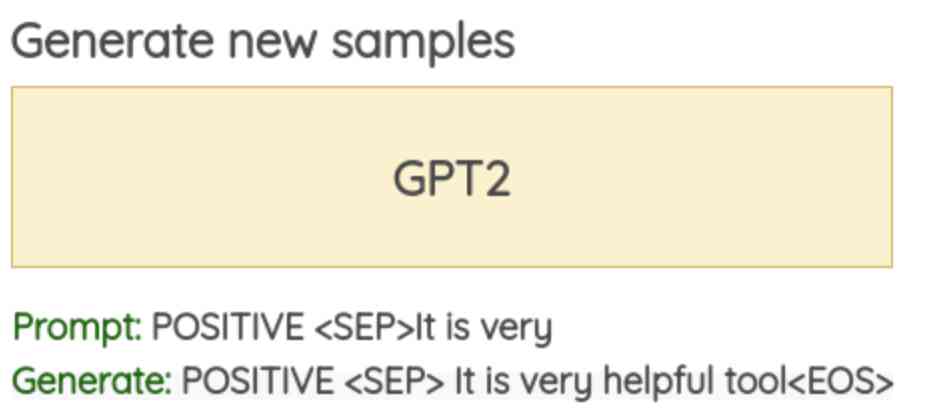 Generate new samples
GPT2
Prompt: POSITIVE <SEP>It is very
Generate: POSITIVE <SEP> It is very helpful tool<EOS>